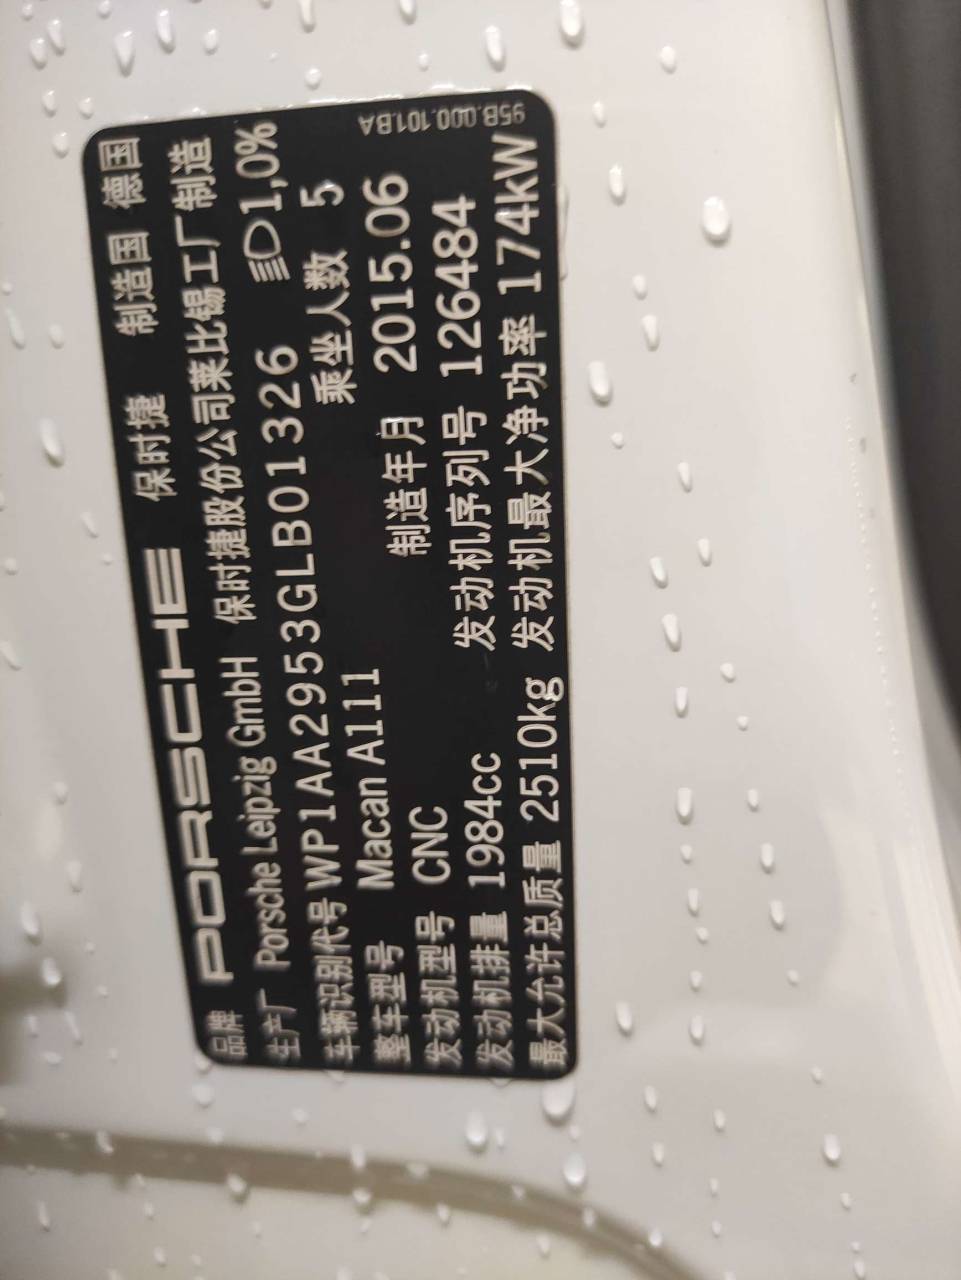 95B.000.101.BA
品牌 PORSCHE 保时捷 制造国 德国
生产厂 Porsche Leipzig GmbH 保时捷股份公司莱比锡工厂制造
车辆识别代号 WP1AA2953GLB01326 1,0%
整车型号 Macan A111 乘坐人数 5
发动机型号 CNC 制造年月 2015.06
发动机排量 1984cc 发动机序列号 126484
最大允许总质量 2510kg 发动机最大净功率 174kW